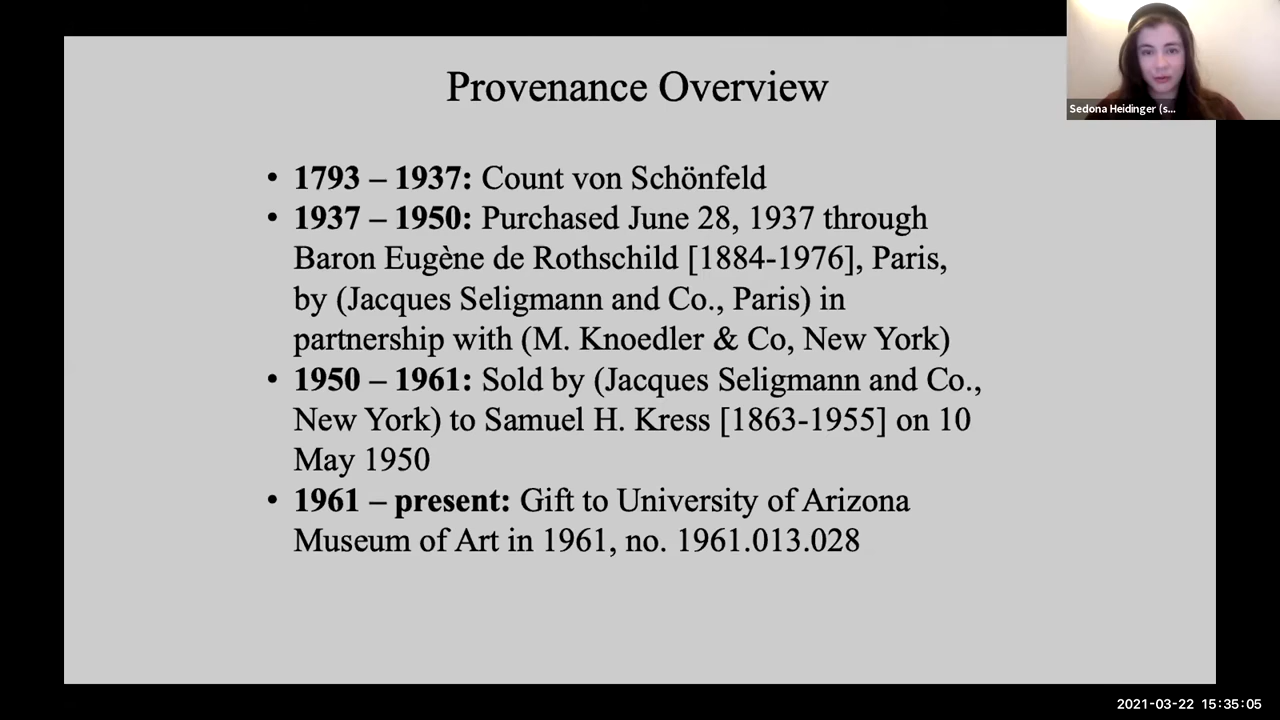 Provenance Overview
Sedona Heidinger (s...
• 1793 – 1937: Count von Schönfeld
• 1937 – 1950: Purchased June 28, 1937 through
Baron Eugène de Rothschild [1884-1976], Paris,
by (Jacques Seligmann and Co., Paris) in
partnership with (M. Knoedler & Co, New York)
• 1950 – 1961: Sold by (Jacques Seligmann and Co.,
New York) to Samuel H. Kress [1863-1955] on 10
May 1950
• 1961 – present: Gift to University of Arizona
Museum of Art in 1961, no. 1961.013.028
2021-03-22 15:35:05